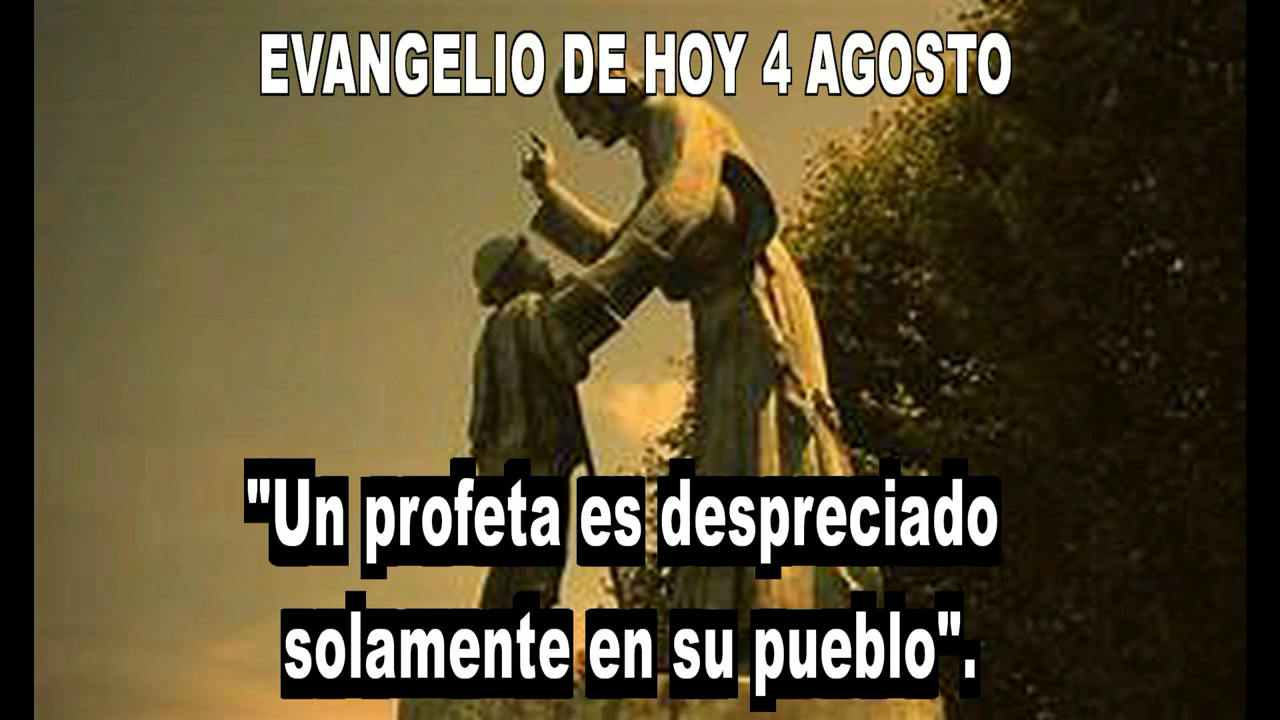 EVANGELIO DE HOY 4 AGOSTO
"Un profeta es despreciado
solamente en su pueblo".